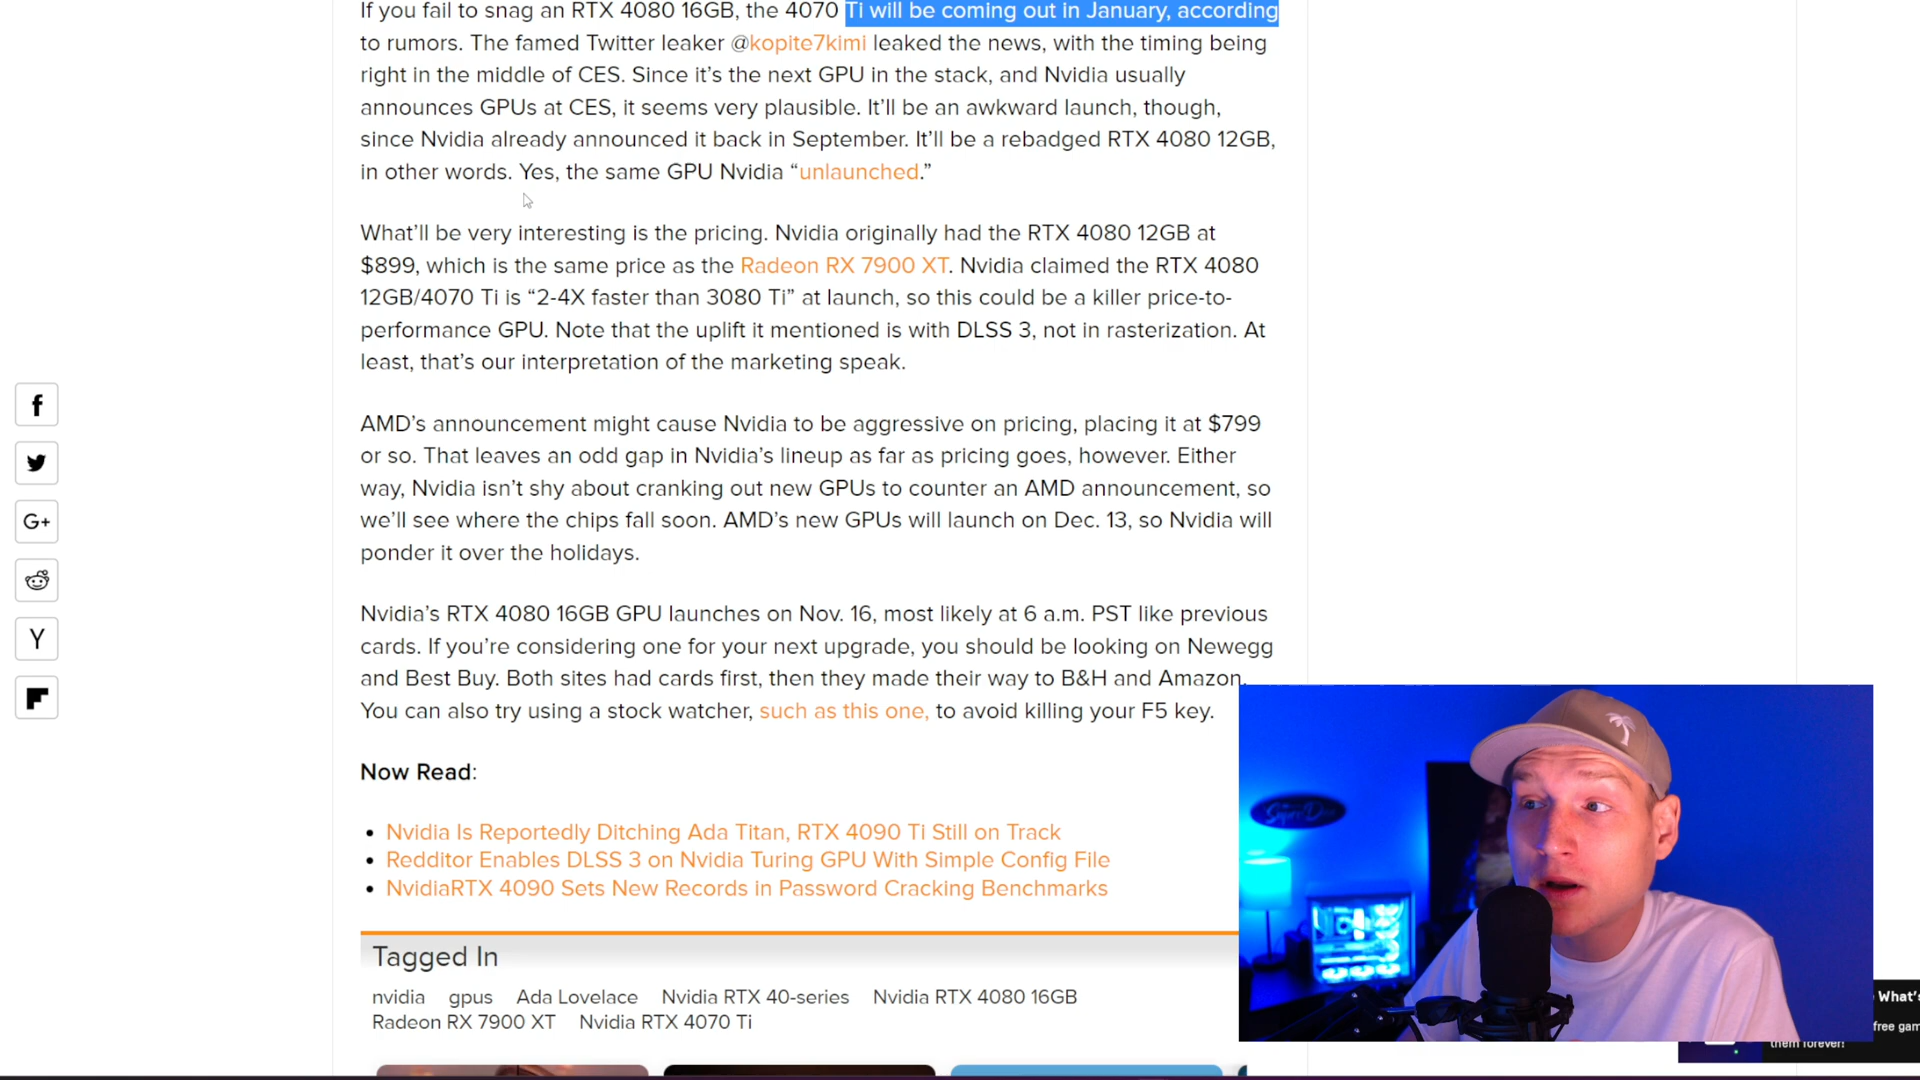 If you fail to snag an RTX 4080 16GB, the 4070 Ti will be coming out in January, according
to rumors. The famed Twitter leaker @kopite7kimi leaked the news, with the timing being
right in the middle of CES. Since it’s the next GPU in the stack, and Nvidia usually
announces GPUs at CES, it seems very plausible. It’ll be an awkward launch, though,
since Nvidia already announced it back in September. It’ll be a rebadged RTX 4080 12GB,
in other words. Yes, the same GPU Nvidia “unlaunched.”
What’ll be very interesting is the pricing. Nvidia originally had the RTX 4080 12GB at
$899, which is the same price as the Radeon RX 7900 XT. Nvidia claimed the RTX 4080
12GB/4070 Ti is “2-4X faster than 3080 Ti” at launch, so this could be a killer price-to-
performance GPU. Note that the uplift it mentioned is with DLSS 3, not in rasterization. At
least, that’s our interpretation of the marketing speak.
AMD’s announcement might cause Nvidia to be aggressive on pricing, placing it at $799
or so. That leaves an odd gap in Nvidia’s lineup as far as pricing goes, however. Either
way, Nvidia isn’t shy about cranking out new GPUs to counter an AMD announcement, so
we’ll see where the chips fall soon. AMD’s new GPUs will launch on Dec. 13, so Nvidia will
ponder it over the holidays.
Nvidia’s RTX 4080 16GB GPU launches on Nov. 16, most likely at 6 a.m. PST like previous
cards. If you’re considering one for your next upgrade, you should be looking on Newegg
and Best Buy. Both sites had cards first, then they made their way to B&H and Amazon.
You can also try using a stock watcher, such as this one, to avoid killing your F5 key.
Now Read:
• Nvidia Is Reportedly Ditching Ada Titan, RTX 4090 Ti Still on Track
• Redditor Enables DLSS 3 on Nvidia Turing GPU With Simple Config File
• NvidiaRTX 4090 Sets New Records in Password Cracking Benchmarks
Tagged In
nvidia gpus Ada Lovelace Nvidia RTX 40-series Nvidia RTX 4080 16GB
Radeon RX 7900 XT Nvidia RTX 4070 Ti
f
G+
Y
What’s
free gam
them forever!